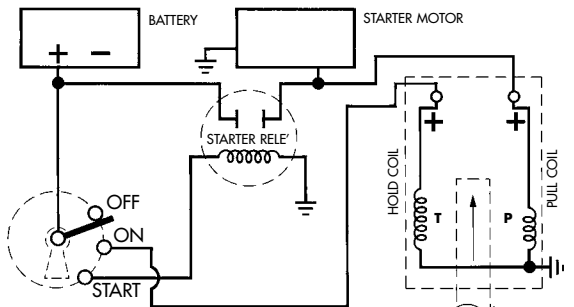 BATTERY
STARTER MOTOR
+ −
STARTER RELE'
+ +
HOLD COIL
PULL COIL
T P
OFF
ON
START